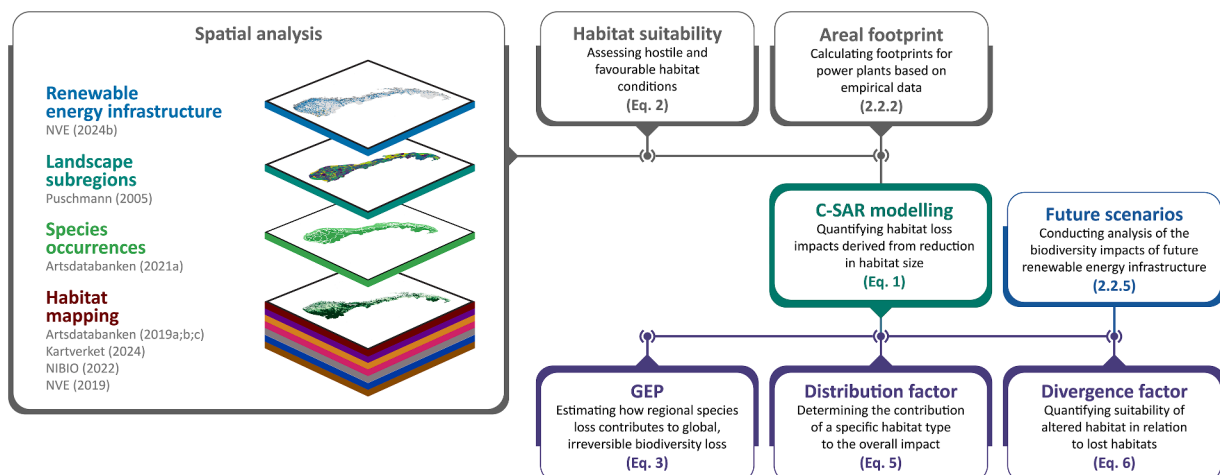 Spatial analysis
Renewable
energy infrastructure
NVE (2024b)
Landscape
subregions
Puschmann (2005)
Species
occurrences
Artsdatabanken (2021a)
Habitat
mapping
Artsdatabanken (2019a;b;c)
Kartverket (2024)
NIBIO (2022)
NVE (2019)
Habitat suitability
Assessing hostile and
favourable habitat
conditions
(Eq. 2)
Areal footprint
Calculating footprints for
power plants based on
empirical data
(2.2.2)
C-SAR modelling
Quantifying habitat loss
impacts derived from reduction
in habitat size
(Eq. 1)
Future scenarios
Conducting analysis of the
biodiversity impacts of future
renewable energy infrastructure
(2.2.5)
GEP
Estimating how regional species
loss contributes to global,
irreversible biodiversity loss
(Eq. 3)
Distribution factor
Determining the contribution
of a specific habitat type
to the overall impact
(Eq. 5)
Divergence factor
Quantifying suitability of
altered habitat in relation
to lost habitats
(Eq. 6)